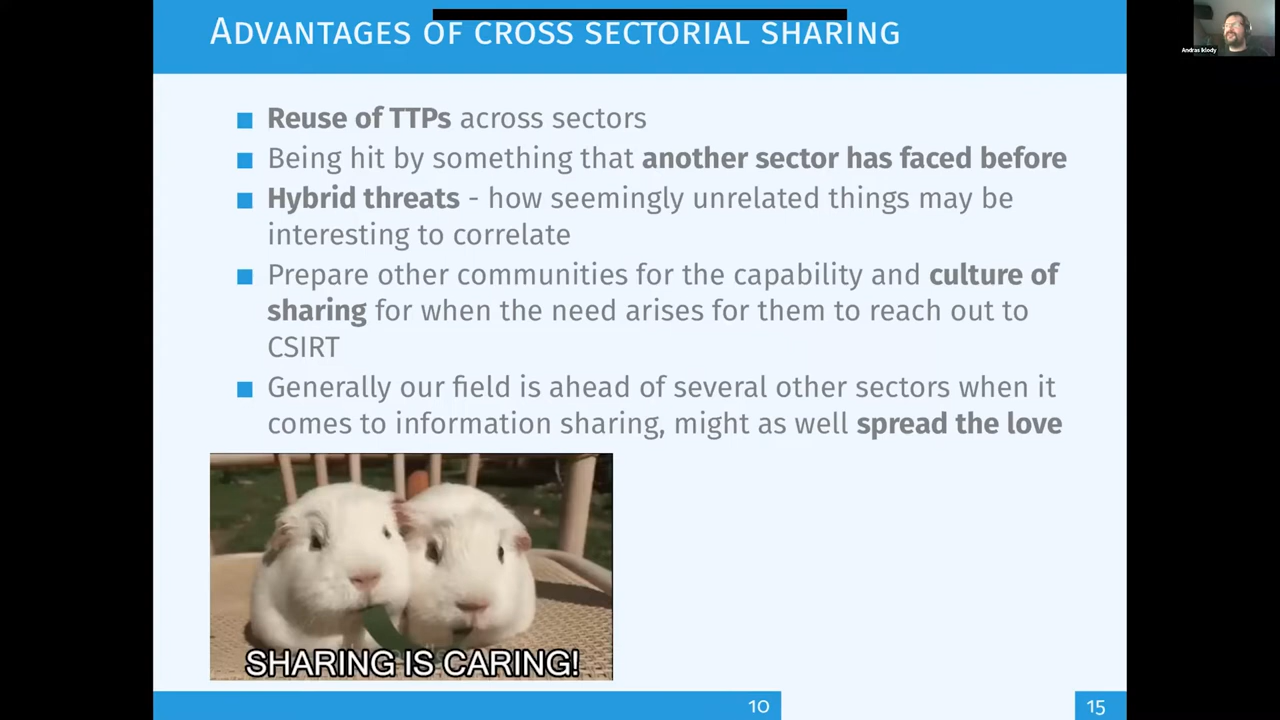 ADVANTAGES OF CROSS SECTORIAL SHARING
Andras Iklody
Reuse of TTPs across sectors
Being hit by something that another sector has faced before
Hybrid threats - how seemingly unrelated things may be
interesting to correlate
Prepare other communities for the capability and culture of
sharing for when the need arises for them to reach out to
CSIRT
Generally our field is ahead of several other sectors when it
comes to information sharing, might as well spread the love
SHARING IS CARING!
10
15